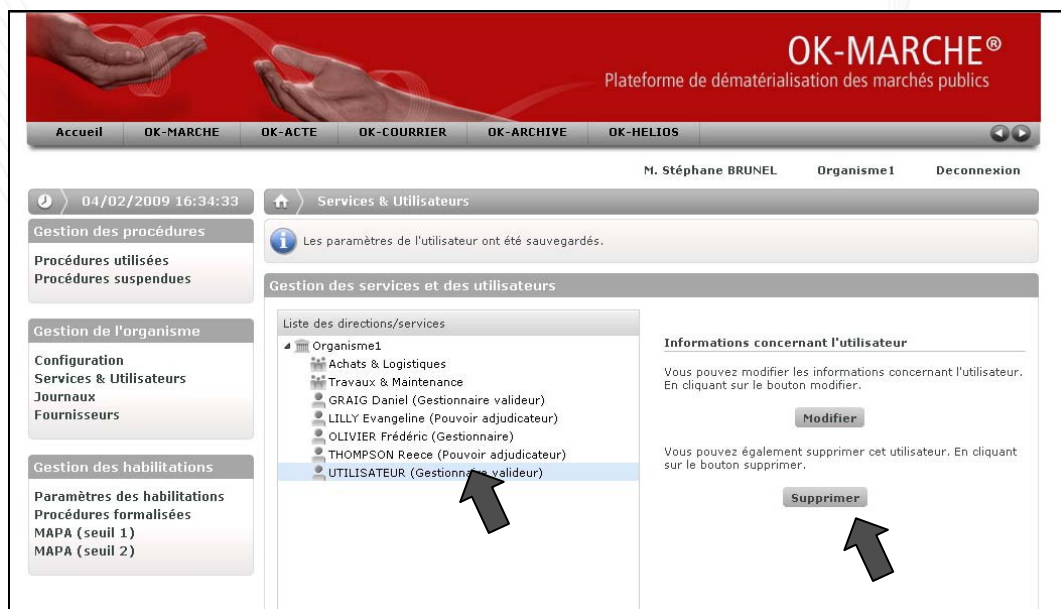 OK-MARCHE®
Plateforme de dématérialisation des marchés publics
Accueil OK-MARCHE OK-ACTE OK-COURRIER OK-ARCHIVE OK-HELIOS
M. Stéphane BRUNEL Organisme1 Deconnexion
04/02/2009 16:34:33
Services & Utilisateurs
Gestion des procédures
Procédures utilisées
Procédures suspendues
Gestion de l'organisme
Configuration
Services & Utilisateurs
Journaux
Fournisseurs
Gestion des habilitations
Paramètres des habilitations
Procédures formalisées
MAPA (seuil 1)
MAPA (seuil 2)
Les paramètres de l'utilisateur ont été sauvegardés.
Gestion des services et des utilisateurs
Liste des directions/services
Organisme1
Achats & Logistiques
Travaux & Maintenance
GRAIG Daniel (Gestionnaire valideur)
LILLY Evangeline (Pouvoir adjudicateur)
OLIVIER Frédéric (Gestionnaire)
THOMPSON Reece (Pouvoir adjudicateur)
UTILISATEUR (Gestionnaire valideur)
Informations concernant l'utilisateur
Vous pouvez modifier les informations concernant l'utilisateur.
En cliquant sur le bouton modifier.
Modifier
Vous pouvez également supprimer cet utilisateur. En cliquant
sur le bouton supprimer.
Supprimer